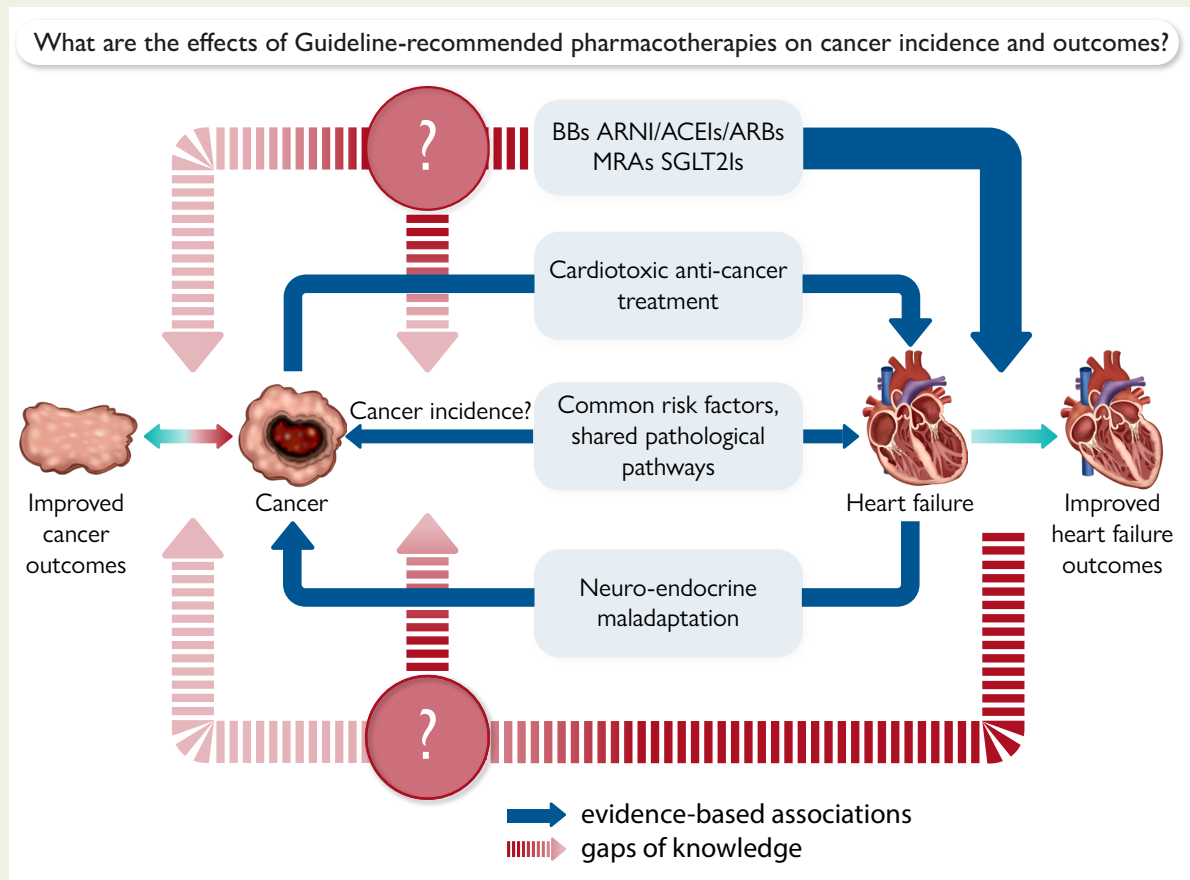 What are the effects of Guideline-recommended pharmacotherapies on cancer incidence and outcomes?
?
BBs ARNI/ACEIs/ARBs
MRAs SGLT2Is
Cardiotoxic anti-cancer
treatment
Cancer incidence?
Common risk factors,
shared pathological
pathways
Improved
cancer
outcomes
Cancer
Heart failure
Improved
heart failure
outcomes
Neuro-endocrine
maladaptation
?
evidence-based associations
gaps of knowledge